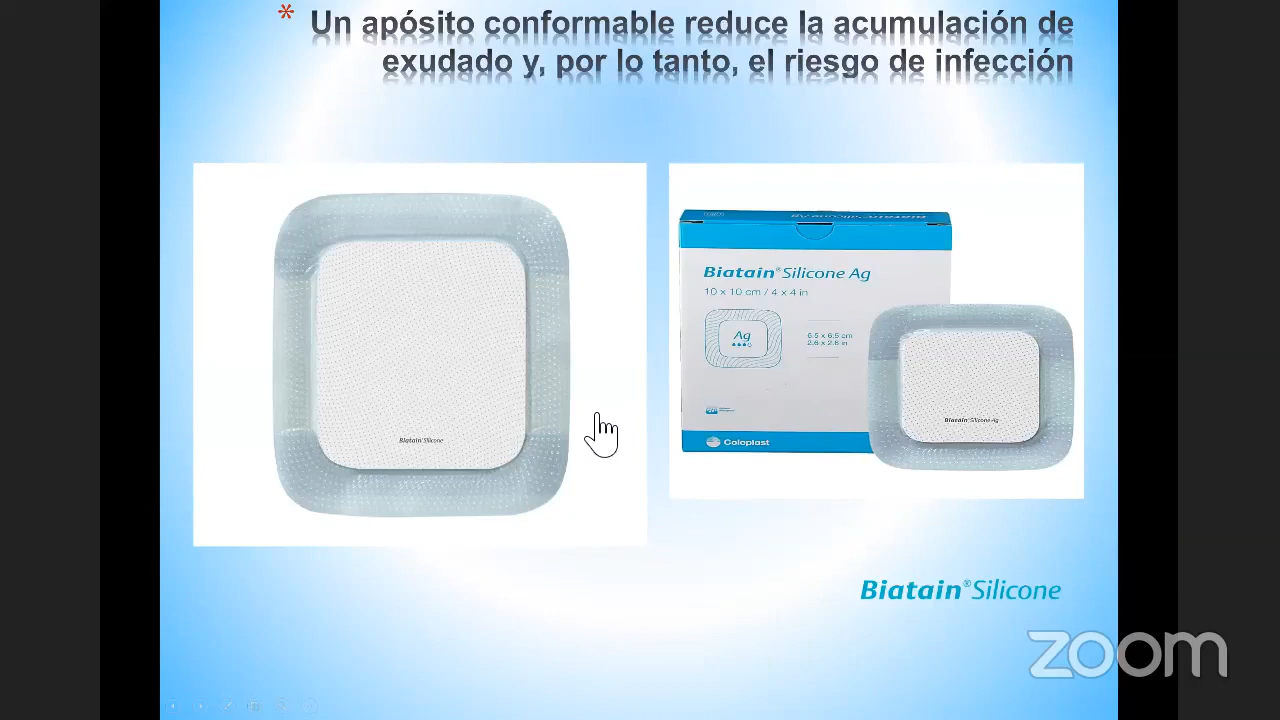 * Un apósito conformable reduce la acumulación de
exudado y, por lo tanto, el riesgo de infección
Biatain® Silicone
Biatain® Silicone Ag
10 x 10 cm / 4 x 4 in
Ag
6.5 x 6.5 cm
2.6 x 2.6 in
Coloplast
Biatain® Silicone Ag
Biatain® Silicone
zoom